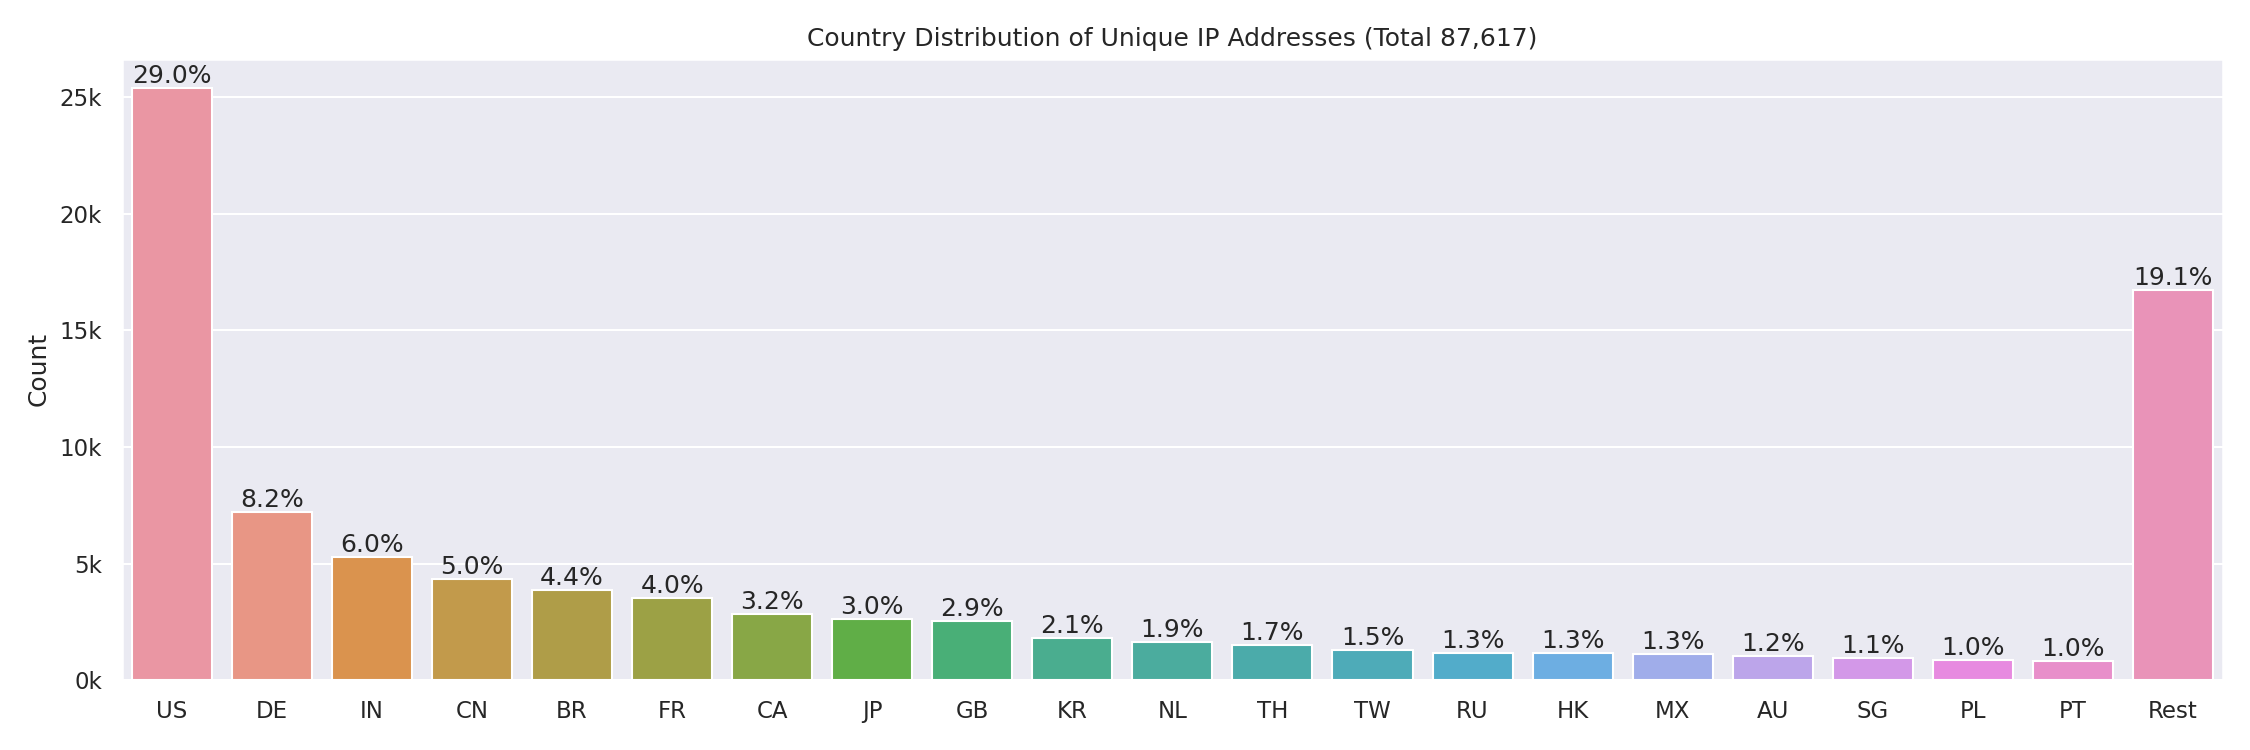 Country Distribution of Unique IP Addresses (Total 87,617)
Count
25k
20k
15k
10k
5k
0k
29.0%
8.2%
6.0%
5.0%
4.4%
4.0%
3.2%
3.0%
2.9%
2.1%
1.9%
1.7%
1.5%
1.3%
1.3%
1.3%
1.2%
1.1%
1.0%
1.0%
19.1%
US DE IN CN BR FR CA JP GB KR NL TH TW RU HK MX AU SG PL PT Rest